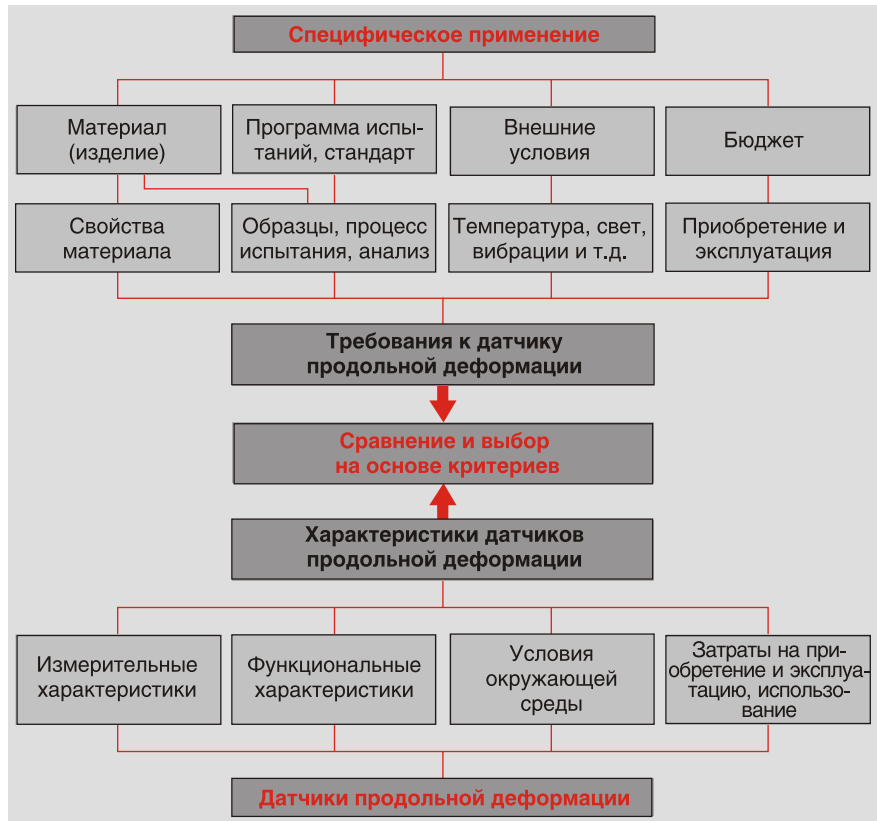 Специфическое применение
Материал
(изделие)
Программа испы-
таний, стандарт
Внешние
условия
Бюджет
Свойства
материала
Образцы, процесс
испытания, анализ
Температура, свет,
вибрации и т.д.
Приобретение и
эксплуатация
Требования к датчику
продольной деформации
Сравнение и выбор
на основе критериев
Характеристики датчиков
продольной деформации
Измерительные
характеристики
Функциональные
характеристики
Условия
окружающей
среды
Затраты на при-
обретение и эксплуа-
тацию, использо-
вание
Датчики продольной деформации